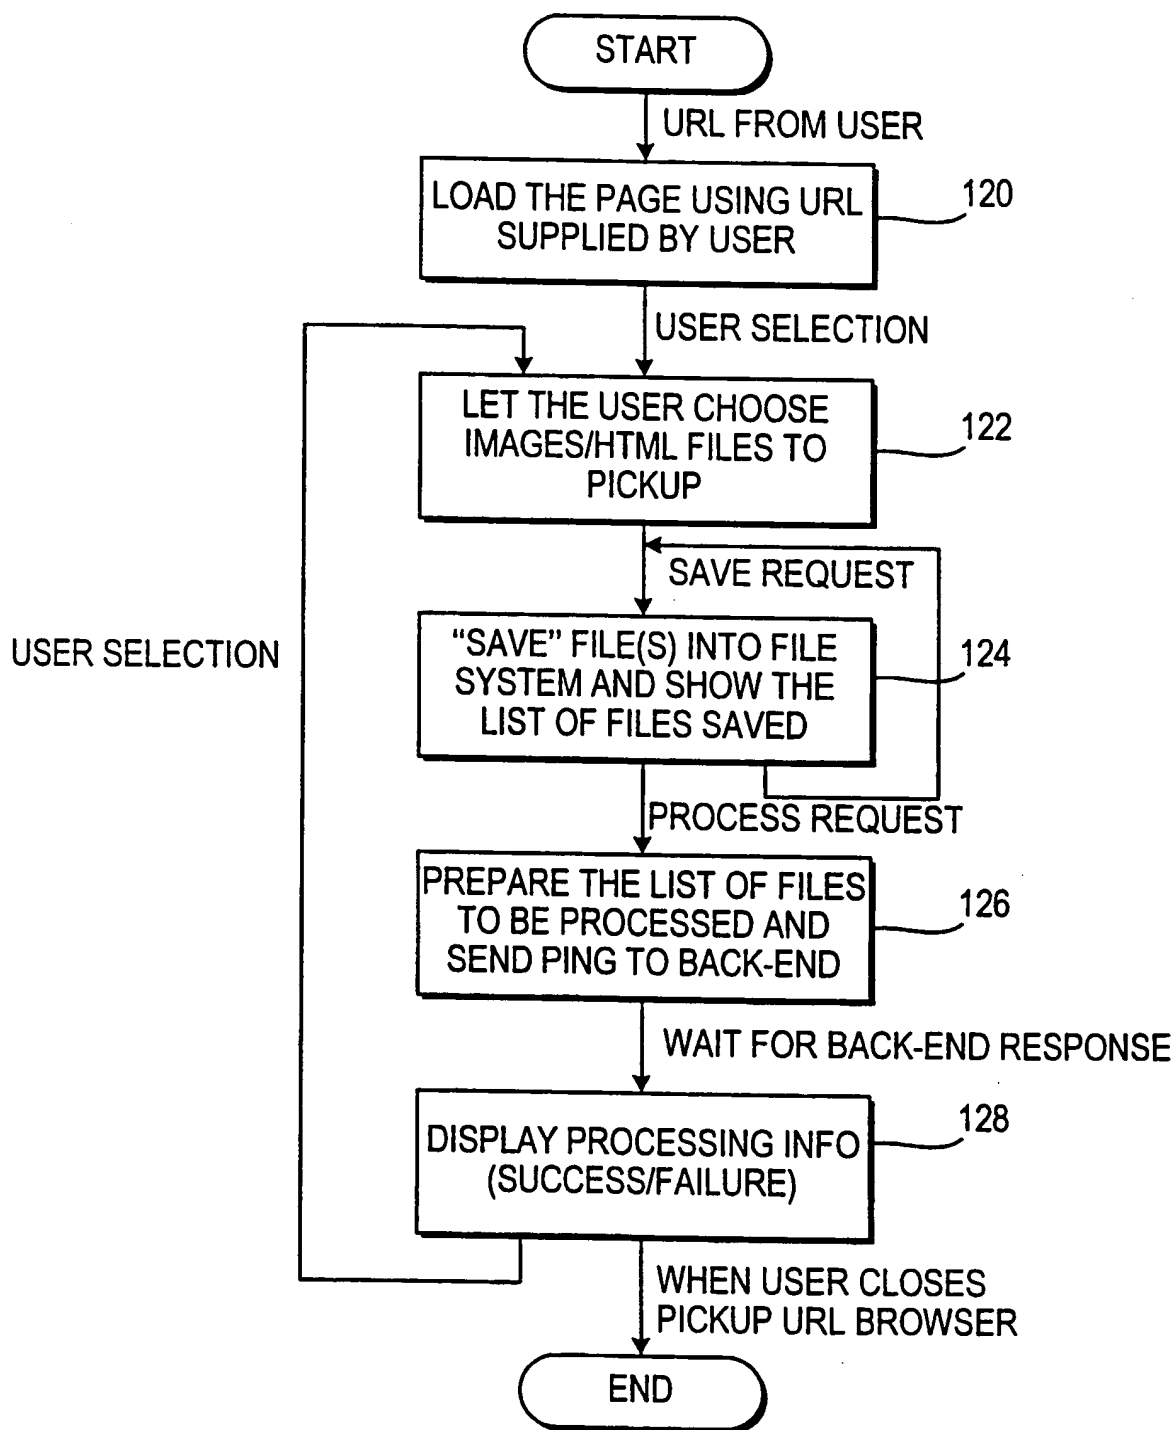 START
URL FROM USER
LOAD THE PAGE USING URL
SUPPLIED BY USER
120
USER SELECTION
LET THE USER CHOOSE
IMAGES/HTML FILES TO
PICKUP
122
SAVE REQUEST
USER SELECTION
“SAVE” FILE(S) INTO FILE
SYSTEM AND SHOW THE
LIST OF FILES SAVED
124
PROCESS REQUEST
PREPARE THE LIST OF FILES
TO BE PROCESSED AND
SEND PING TO BACK-END
126
WAIT FOR BACK-END RESPONSE
DISPLAY PROCESSING INFO
(SUCCESS/FAILURE)
128
WHEN USER CLOSES
PICKUP URL BROWSER
END